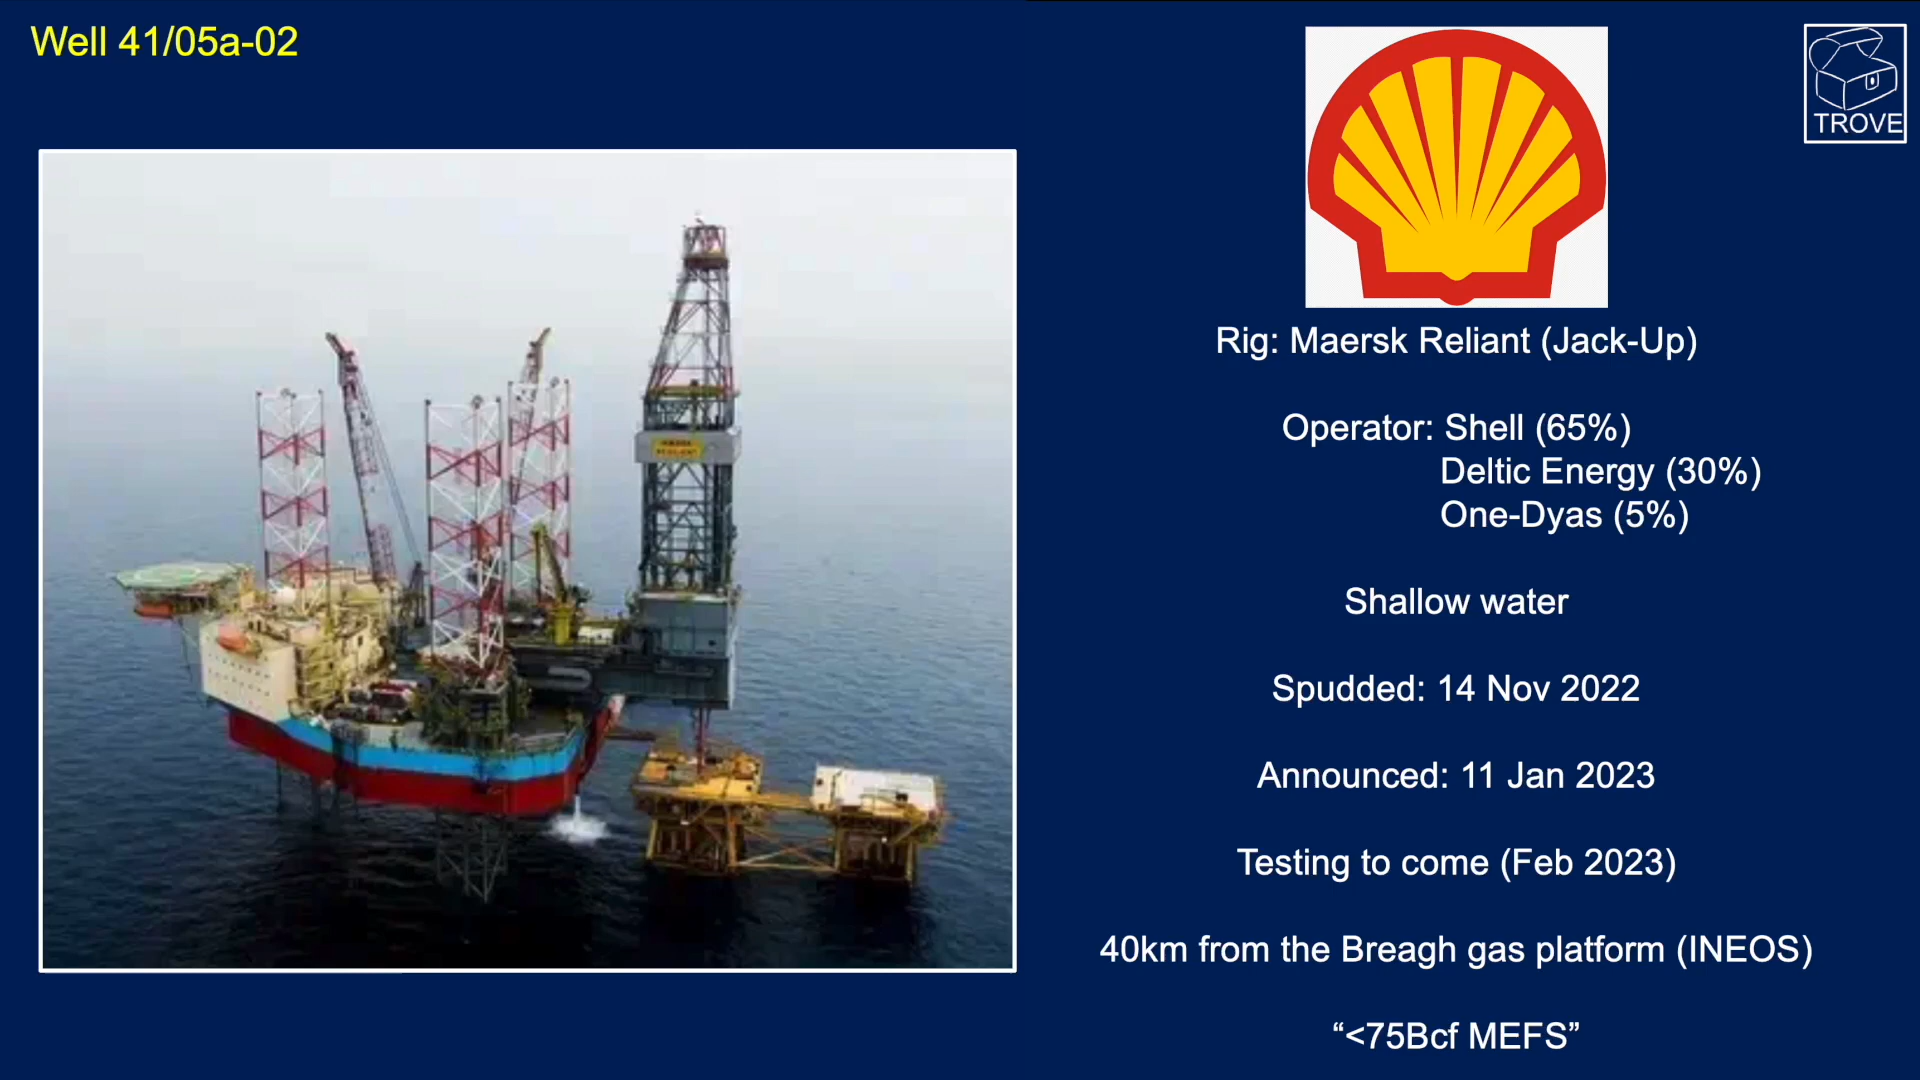 Well 41/05a-02
TROVE
Rig: Maersk Reliant (Jack-Up)
Operator: Shell (65%)
Deltic Energy (30%)
One-Dyas (5%)
Shallow water
Spudded: 14 Nov 2022
Announced: 11 Jan 2023
Testing to come (Feb 2023)
40km from the Breagh gas platform (INEOS)
“<75Bcf MEFS”